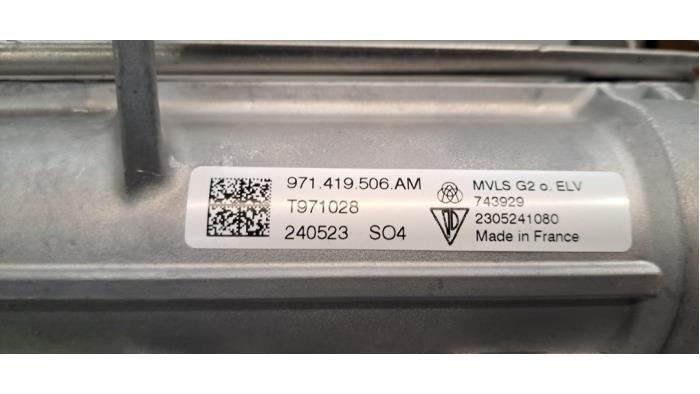 971.419.506.AM
T971028
240523 SO4
MVLS G2 o. ELV
743929
2305241080
Made in France